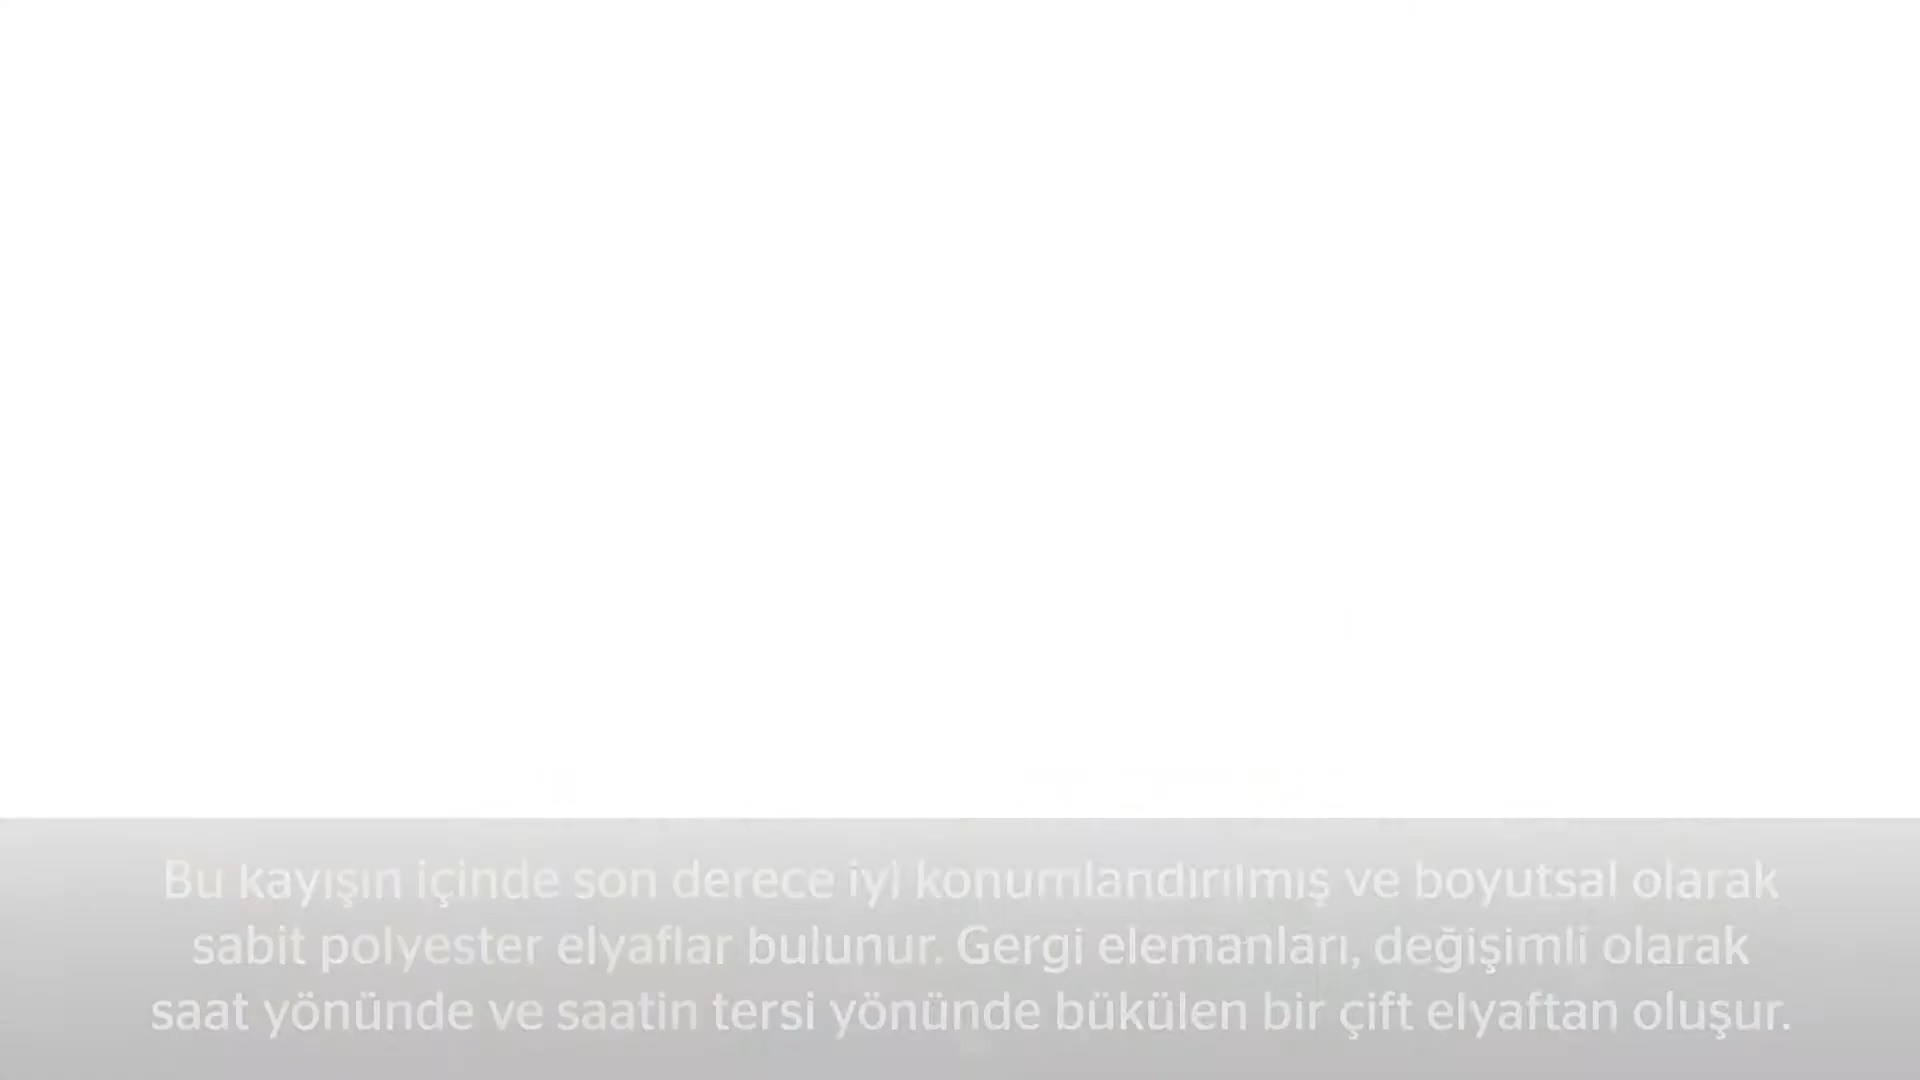 Bu kayışın içinde son derece iyi konumlandırılmış ve boyutsal olarak
sabit polyester elyaflar bulunur. Gergi elemanları, değişimli olarak
saat yönünde ve saatin tersi yönünde bükülen bir çift elyaftan oluşur.